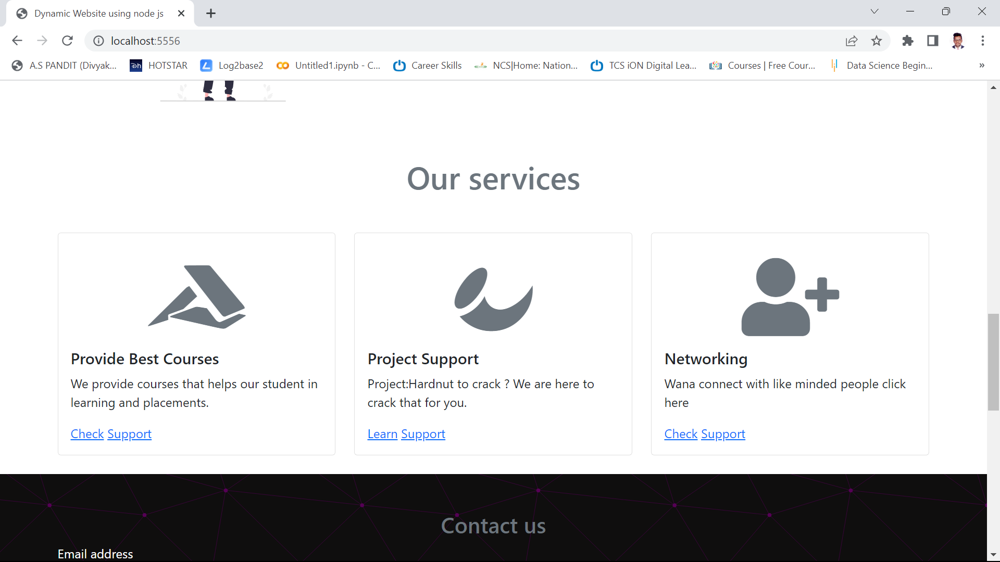 Dynamic Website using node js
localhost:5556
A.S PANDIT (Divyak... HOTSTAR Log2base2 Untitled1.ipynb - C... Career Skills NCS|Home: Nation... TCS iON Digital Lea... Courses | Free Cour... Data Science Begin... »
Our services
Provide Best Courses
We provide courses that helps our student in
learning and placements.
Check Support
Project Support
Project:Hardnut to crack ? We are here to
crack that for you.
Learn Support
Networking
Wana connect with like minded people click
here
Check Support
Contact us
Email address